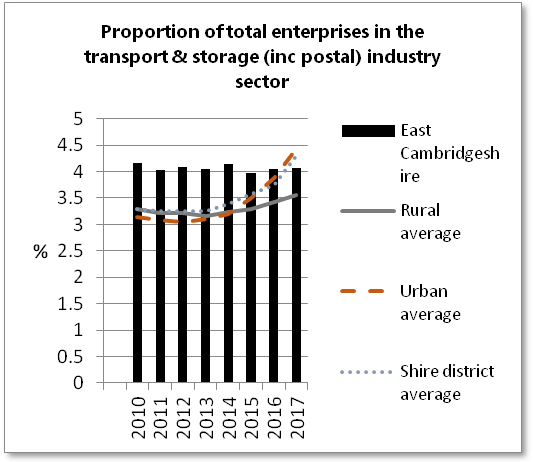 Proportion of total enterprises in the
transport & storage (inc postal) industry
sector
5
4.5
4
3.5
3
2.5
2
1.5
1
0.5
0
%
2010
2011
2012
2013
2014
2015
2016
2017
East
Cambridgesh
ire
Rural
average
Urban
average
Shire district
average